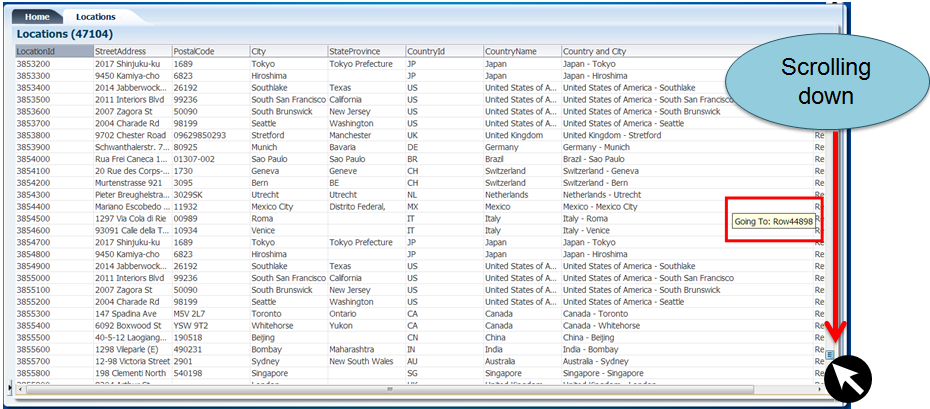 Home Locations
Locations (47104)
LocationId StreetAddress PostalCode City StateProvince CountryId CountryName Country and City
3853200 2017 Shinjuku-ku 1689 Tokyo Tokyo Prefecture JP Japan Japan - Tokyo
3853300 9450 Kamiya-cho 6823 Hiroshima JP Japan Japan - Hiroshima
3853400 2014 Jabberwock... 26192 Southlake Texas US United States of A... United States of America - Southlake
3853500 2011 Interiors Blvd 99236 South San Francisco California US United States of A... United States of America - South San Francisco
3853600 2007 Zagora St 50090 South Brunswick New Jersey US United States of A... United States of America - South Brunswick
3853700 2004 Charade Rd 98199 Seattle Washington US United States of A... United States of America - Seattle
3853800 9702 Chester Road 09629850293 Stretford Manchester UK United Kingdom United Kingdom - Stretford Re
3853900 Schwanthalerstr. 7... 80925 Munich Bavaria DE Germany Germany - Munich Re
3854000 Rua Frei Caneca 1... 01307-002 Sao Paulo Sao Paulo BR Brazil Brazil - Sao Paulo Re
3854100 20 Rue des Corps-... 1730 Geneva Geneve CH Switzerland Switzerland - Geneva Re
3854200 Murtenstrasse 921 3095 Bern BE CH Switzerland Switzerland - Bern Re
3854300 Pieter Breughelstra... 3029SK Utrecht Utrecht NL Netherlands Netherlands - Utrecht Re
3854400 Mariano Escobedo ... 11932 Mexico City Distrito Federal, MX Mexico Mexico - Mexico City Re
3854500 1297 Via Cola di Rie 00989 Roma IT Italy Italy - Roma
3854600 93091 Calle della T... 10934 Venice IT Italy Italy - Venice
3854700 2017 Shinjuku-ku 1689 Tokyo Tokyo Prefecture JP Japan Japan - Tokyo Re
3854800 9450 Kamiya-cho 6823 Hiroshima JP Japan Japan - Hiroshima Re
3854900 2014 Jabberwock... 26192 Southlake Texas US United States of A... United States of America - Southlake Re
3855000 2011 Interiors Blvd 99236 South San Francisco California US United States of A... United States of America - South San Francisco Re
3855100 2007 Zagora St 50090 South Brunswick New Jersey US United States of A... United States of America - South Brunswick Re
3855200 2004 Charade Rd 98199 Seattle Washington US United States of A... United States of America - Seattle Re
3855300 147 Spadina Ave M5V 2L7 Toronto Ontario CA Canada Canada - Toronto Re
3855400 6092 Boxwood St YSW 9T2 Whitehorse Yukon CA Canada Canada - Whitehorse Re
3855500 40-5-12 Laogiang... 190518 Beijing CN China China - Beijing Re
3855600 1298 Vileparle (E) 490231 Bombay Maharashtra IN India India - Bombay Re
3855700 12-98 Victoria Street 2901 Sydney New South Wales AU Australia Australia - Sydney Re
3855800 198 Clementi North 540198 Singapore SG Singapore Singapore - Singapore Re
Scrolling
down
Going To: Row44898